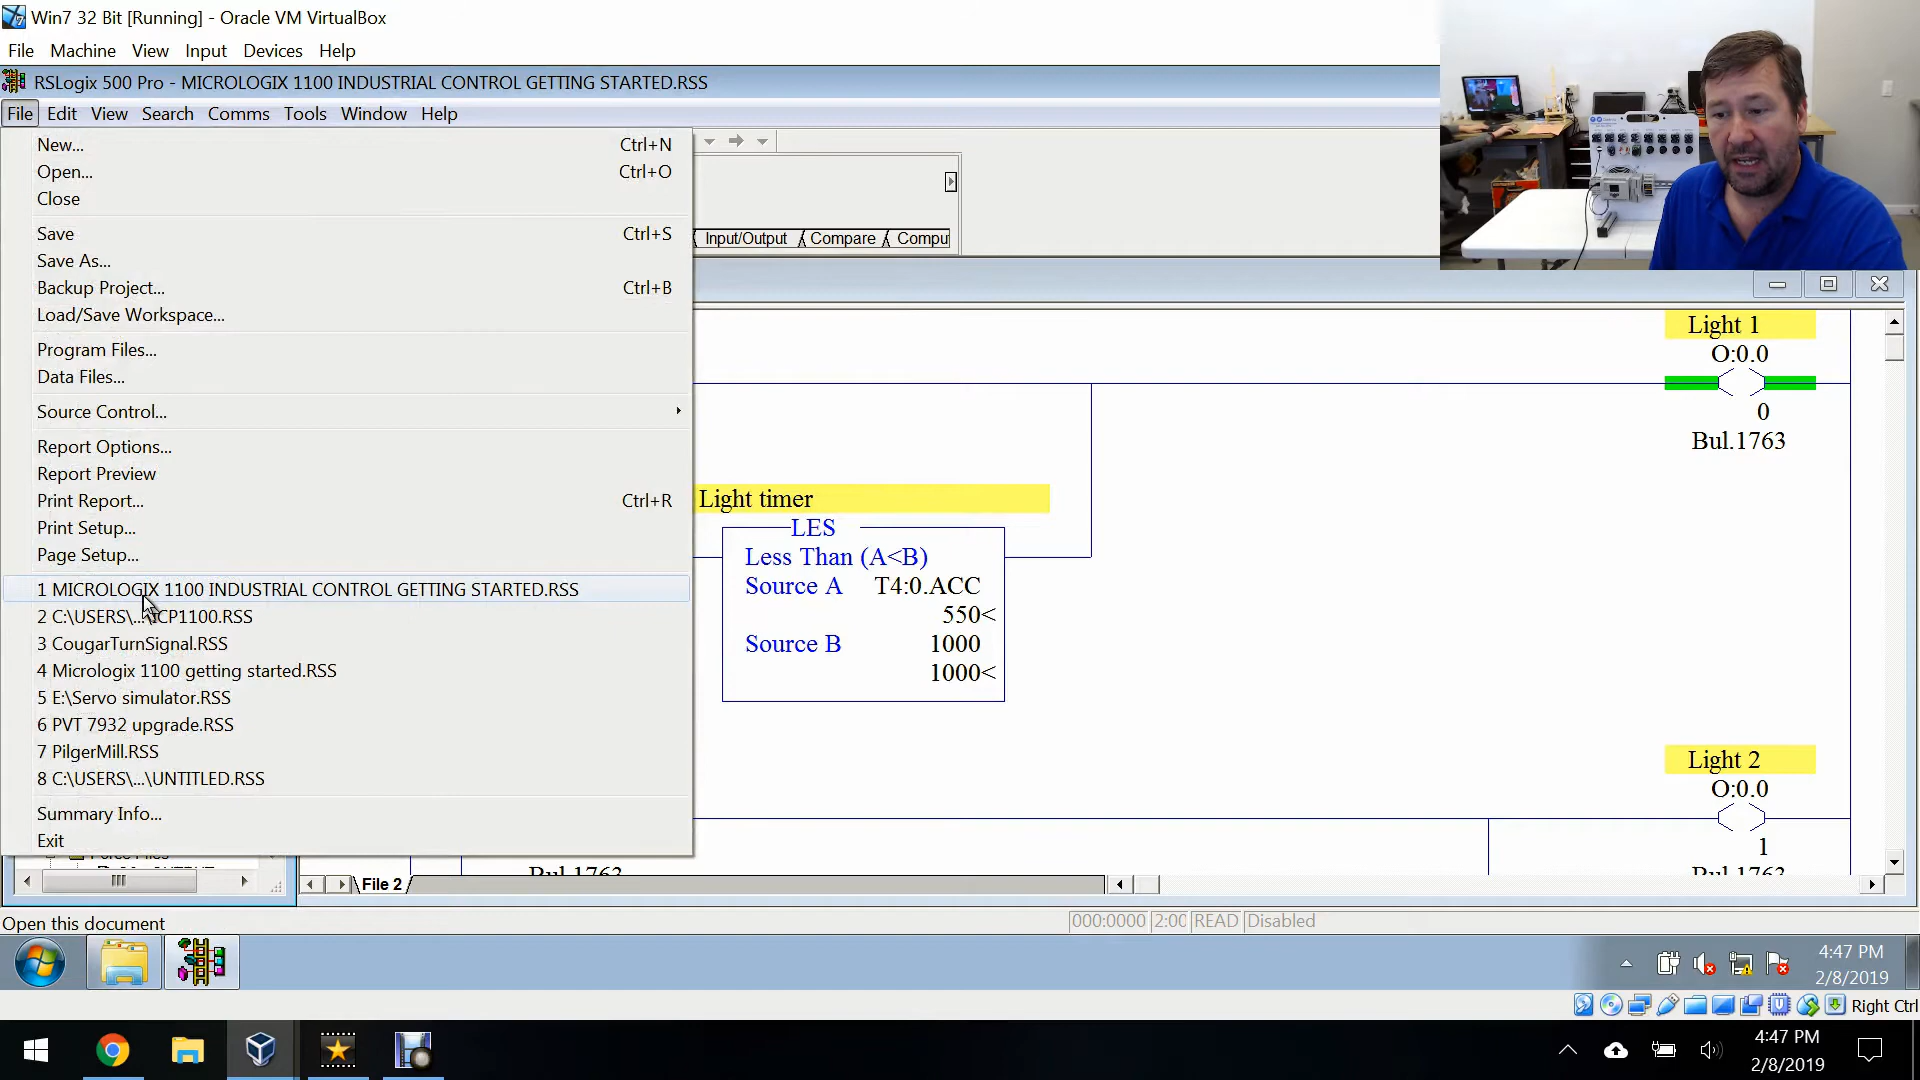 Win7 32 Bit [Running] - Oracle VM VirtualBox
File Machine View Input Devices Help
RSLogix 500 Pro - MICROLOGIX 1100 INDUSTRIAL CONTROL GETTING STARTED.RSS
File Edit View Search Comms Tools Window Help
New... Ctrl+N
Open... Ctrl+O
Close
Save Ctrl+S
Save As...
Backup Project... Ctrl+B
Load/Save Workspace...
Program Files...
Data Files...
Source Control...
Report Options...
Report Preview
Print Report... Ctrl+R
Print Setup...
Page Setup...
1 MICROLOGIX 1100 INDUSTRIAL CONTROL GETTING STARTED.RSS
2 C:\USERS\...CP1100.RSS
3 CougarTurnSignal.RSS
4 Micrologix 1100 getting started.RSS
5 E:\Servo simulator.RSS
6 PVT 7932 upgrade.RSS
7 PilgerMill.RSS
8 C:\USERS\...\UNTITLED.RSS
Summary Info...
Exit
Input/Output Compare Comput
Light 1
O:0.0
0
Bul.1763
Light timer
LES
Less Than (A<B)
Source A T4:0.ACC
550<
Source B 1000
1000<
Light 2
O:0.0
1
Bul.1763
Bul.1763
File 2
Open this document
000:0000 2:00 READ Disabled
4:47 PM
2/8/2019
Right Ctrl
4:47 PM
2/8/2019